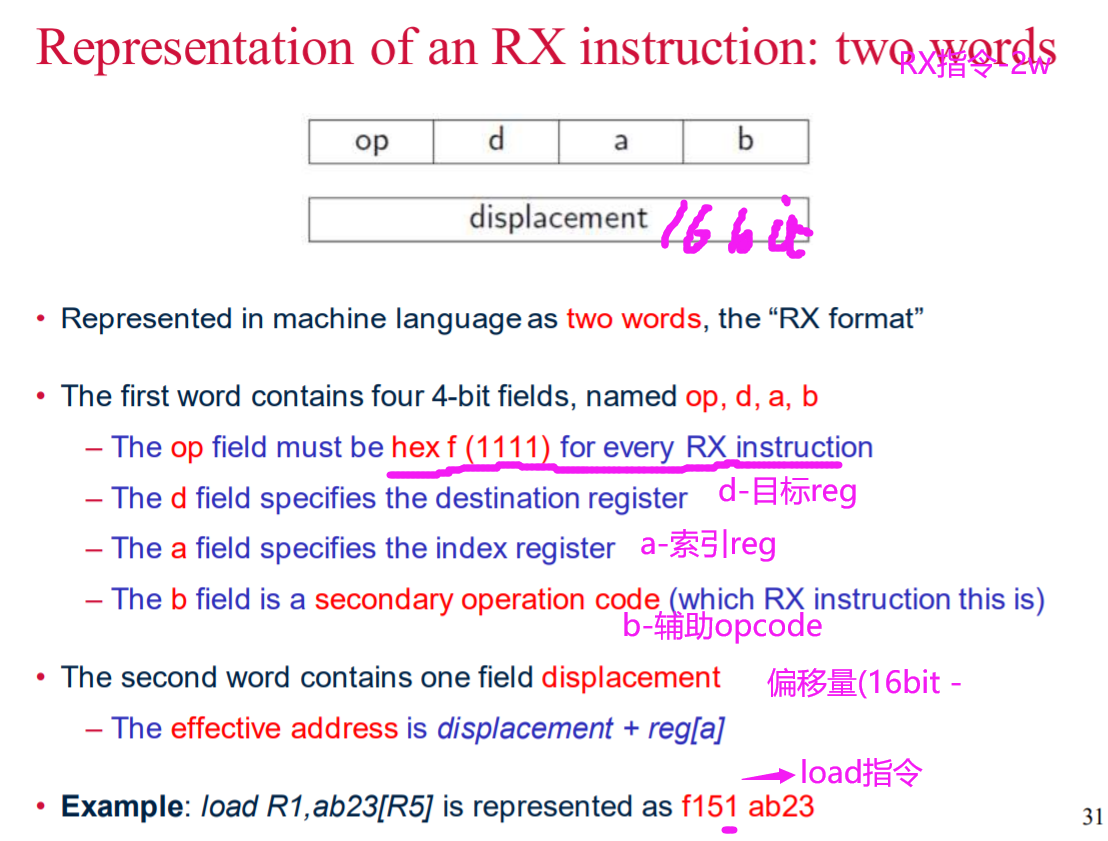 Representation of an RX instruction: two words
RX指令-2w
op d a b
displacement 16 bit
• Represented in machine language as two words, the “RX format”
• The first word contains four 4-bit fields, named op, d, a, b
– The op field must be hex f (1111) for every RX instruction
– The d field specifies the destination register d-目标reg
– The a field specifies the index register a-索引reg
– The b field is a secondary operation code (which RX instruction this is)
b-辅助opcode
• The second word contains one field displacement 偏移量(16bit -
– The effective address is displacement + reg[a]
load指令
• Example: load R1,ab23[R5] is represented as f151 ab23
31